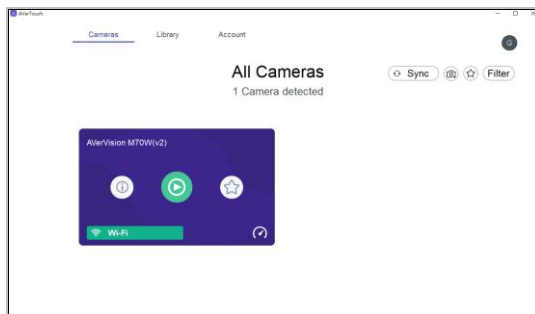 AVerTouch
Cameras Library Account
G
All Cameras
Sync Filter
1 Camera detected
AVerVision M70W(v2)
Wi-Fi